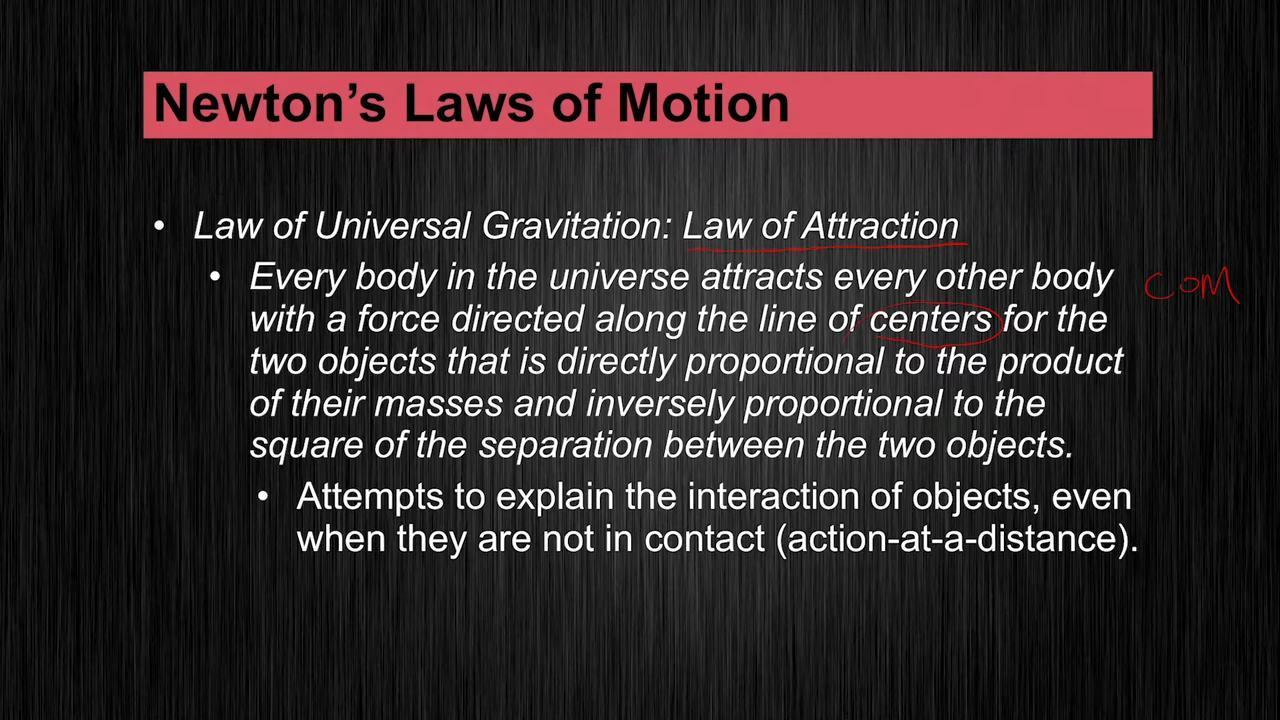 Newton's Laws of Motion
• Law of Universal Gravitation: Law of Attraction
• Every body in the universe attracts every other body
COM
with a force directed along the line of centers for the
two objects that is directly proportional to the product
of their masses and inversely proportional to the
square of the separation between the two objects.
• Attempts to explain the interaction of objects, even
when they are not in contact (action-at-a-distance).